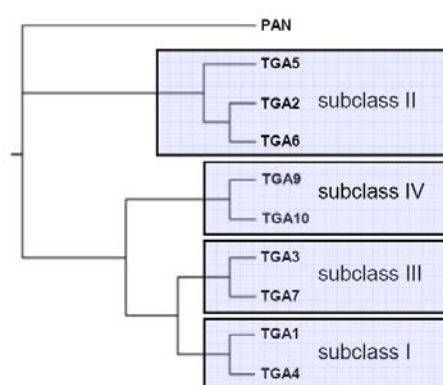 PAN
TGA5
TGA2 subclass II
TGA6
TGA9 subclass IV
TGA10
TGA3 subclass III
TGA7
TGA1 subclass I
TGA4